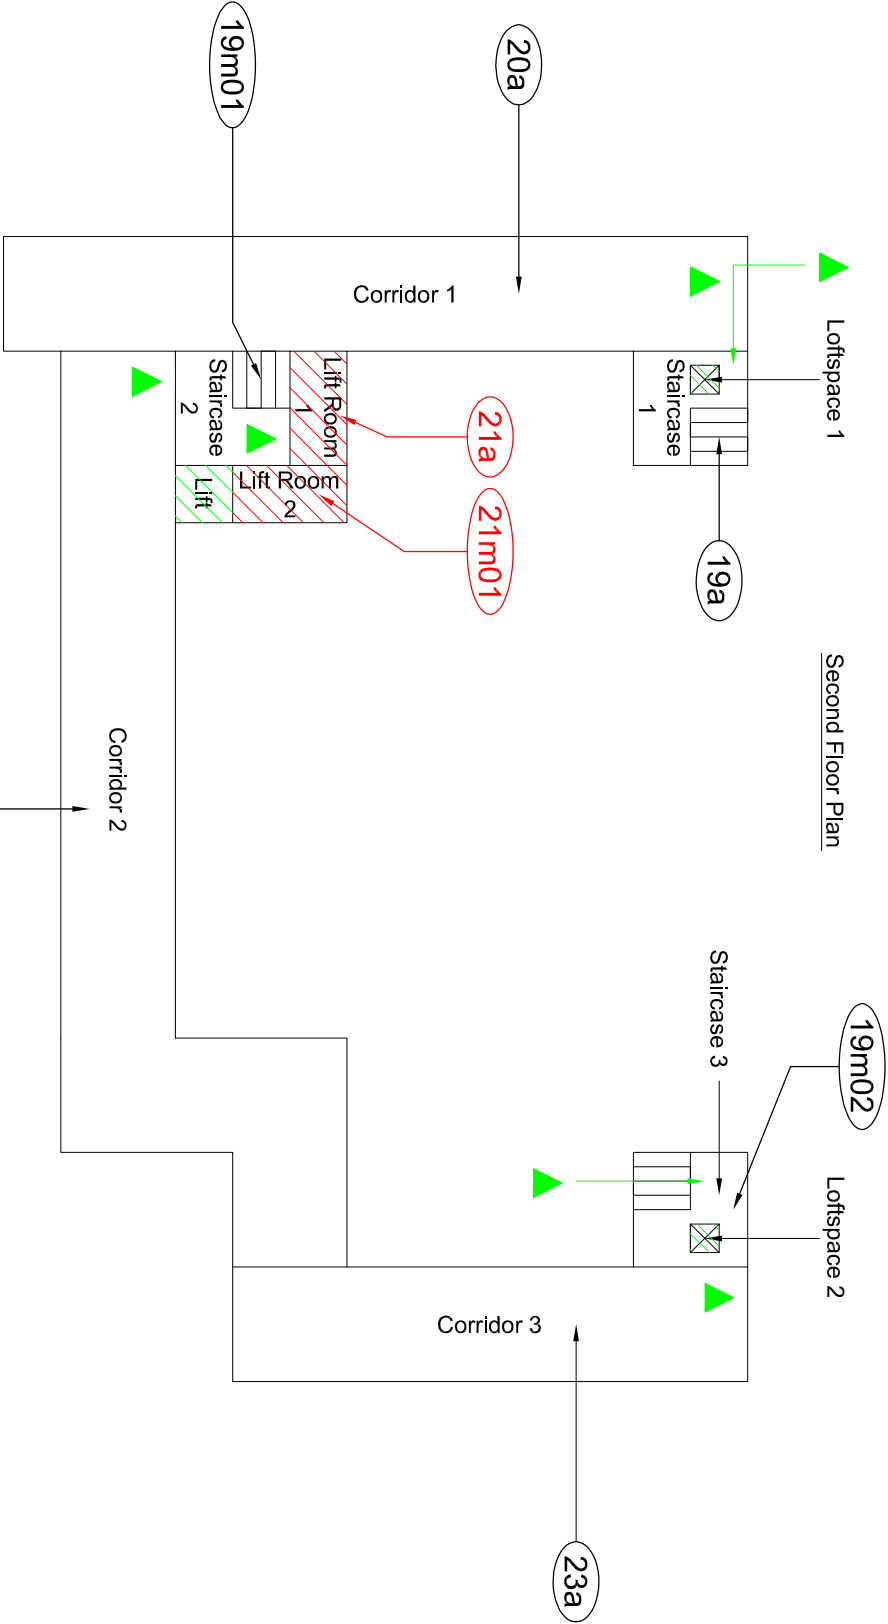 Second Floor Plan
19m02
Loftspace 1
Loftspace 2
Staircase 3
19a
Staircase
1
20a
21a
21m01
Corridor 1
Corridor 3
23a
Lift Room
1
Lift Room
2
19m01
Staircase
2
Lift
Corridor 2